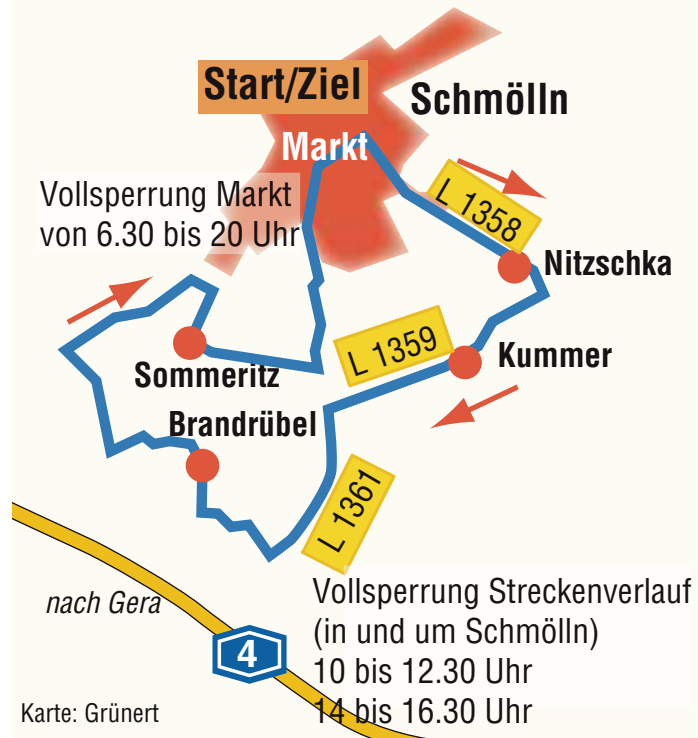 Start/Ziel
Schmölln
Markt
Vollsperrung Markt
von 6.30 bis 20 Uhr
L 1358
Nitzschka
L 1359
Kummer
Sommeritz
Brandrübel
L 1361
nach Gera
4
Vollsperrung Streckenverlauf
(in und um Schmölln)
10 bis 12.30 Uhr
14 bis 16.30 Uhr
Karte: Grünert